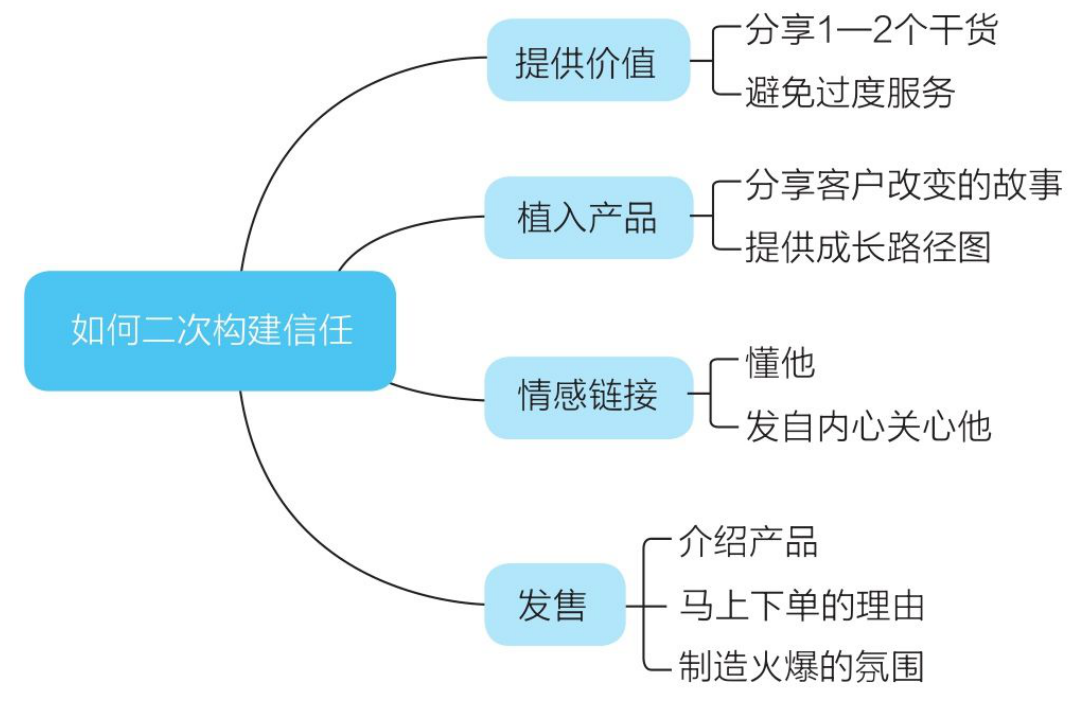 如何二次构建信任
提供价值
分享1—2个干货
避免过度服务
植入产品
分享客户改变的故事
提供成长路径图
情感链接
懂他
发自内心关心他
发售
介绍产品
马上下单的理由
制造火爆的氛围